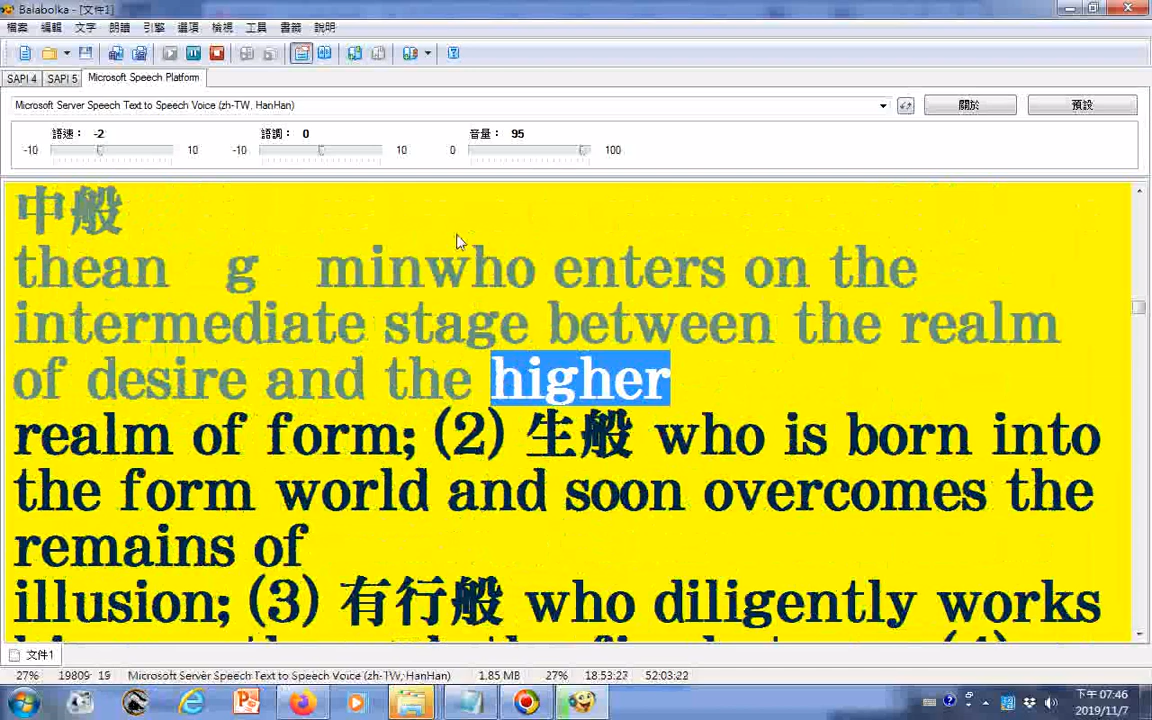 Balabolka - [文件1]
檔案 編輯 文字 朗讀 引擎 選項 檢視 工具 書籤 說明
SAPI 4 SAPI 5 Microsoft Speech Platform
Microsoft Server Speech Text to Speech Voice (zh-TW, HanHan) 關於 預設
語速： -2 語調： 0 音量： 95
-10 10 -10 10 0 100
中般
thean g minwho enters on the
intermediate stage between the realm
of desire and the higher
realm of form; (2) 生般 who is born into
the form world and soon overcomes the
remains of
illusion; (3) 有行般 who diligently works
文件1
27% 19809: 19 Microsoft Server Speech Text to Speech Voice (zh-TW, HanHan) 1.85 MB 27% 18:53:23 52:03:22
下午 07:46
2019/11/7